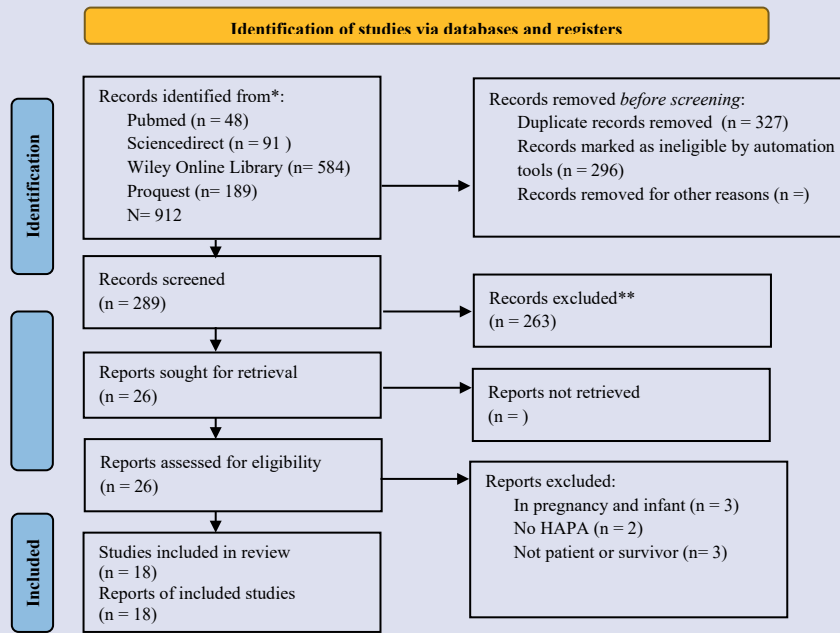 Identification of studies via databases and registers
Identification
Records identified from*:
Pubmed (n = 48)
Sciencedirect (n = 91 )
Wiley Online Library (n= 584)
Proquest (n= 189)
N= 912
Records removed before screening:
Duplicate records removed (n = 327)
Records marked as ineligible by automation
tools (n = 296)
Records removed for other reasons (n =)
Records screened
(n = 289)
Records excluded**
(n = 263)
Reports sought for retrieval
(n = 26)
Reports not retrieved
(n = )
Reports assessed for eligibility
(n = 26)
Reports excluded:
In pregnancy and infant (n = 3)
No HAPA (n = 2)
Not patient or survivor (n= 3)
Included
Studies included in review
(n = 18)
Reports of included studies
(n = 18)